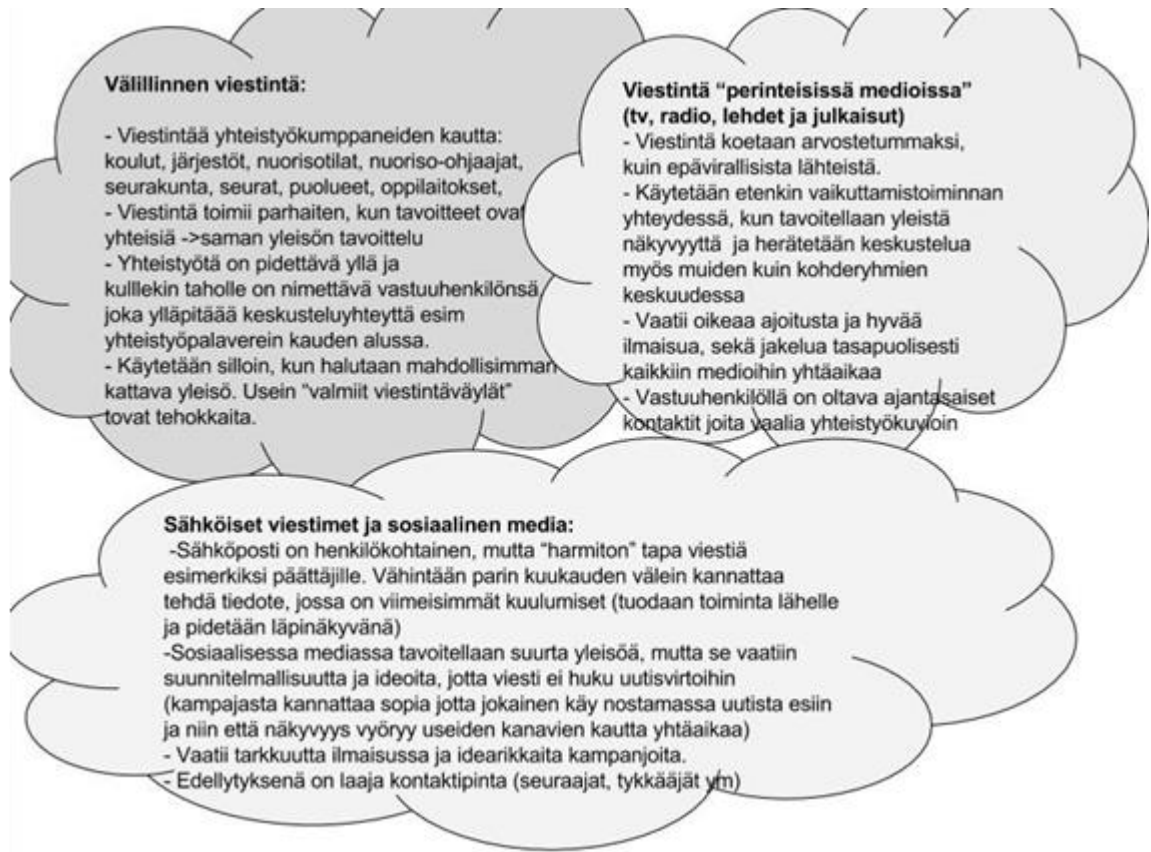 Välillinnen viestintä:
- Viestintää yhteistyökumppaneiden kautta:
koulut, järjestöt, nuorisotilat, nuoriso-ohjaajat,
seurakunta, seurat, puolueet, oppilaitokset,
- Viestintä toimii parhaiten, kun tavoitteet ovat
yhteisiä ->saman yleisön tavoittelu
- Yhteistyötä on pidettävä yllä ja
kulllekin taholle on nimettävä vastuuhenkilönsä,
joka ylläpitäää keskusteluyhteyttä esim
yhteistyöpalaverein kauden alussa.
- Käytetään silloin, kun halutaan mahdollisimman
kattava yleisö. Usein “valmiit viestintäväylät”
tovat tehokkaita.
Viestintä “perinteisissä medioissa”
(tv, radio, lehdet ja julkaisut)
- Viestintä koetaan arvostetummaksi,
kuin epävirallisista lähteistä.
- Käytetään etenkin vaikuttamistoiminnan
yhteydessä, kun tavoitellaan yleistä
näkyvyyttä ja herätetään keskustelua
myös muiden kuin kohderyhmien
keskuudessa
- Vaatii oikeaa ajoitusta ja hyvää
ilmaisua, sekä jakelua tasapuolisesti
kaikkiin medioihin yhtäaikaa
- Vastuuhenkilöllä on oltava ajantasaiset
kontaktit joita vaalia yhteistyökuvioin
Sähköiset viestimet ja sosiaalinen media:
-Sähköposti on henkilökohtainen, mutta “harmiton” tapa viestiä
esimerkiksi päättäjille. Vähintään parin kuukauden välein kannattaa
tehdä tiedote, jossa on viimeisimmät kuulumiset (tuodaan toiminta lähelle
ja pidetään läpinäkyvänä)
-Sosiaalisessa mediassa tavoitellaan suurta yleisöä, mutta se vaatiin
suunnitelmallisuutta ja ideoita, jotta viesti ei huku uutisvirtoihin
(kampajasta kannattaa sopia jotta jokainen käy nostamassa uutista esiin
ja niin että näkyvyys vyöryy useiden kanavien kautta yhtäaikaa)
- Vaatii tarkkuutta ilmaisussa ja idearikkaita kampanjoita.
- Edellytyksenä on laaja kontaktipinta (seuraajat, tykkääjät ym)